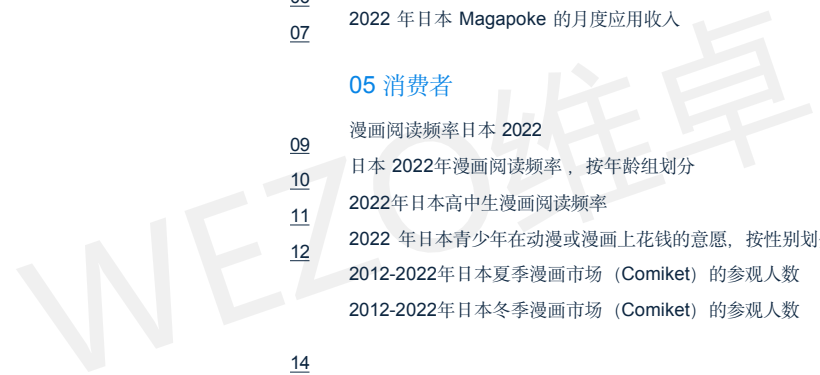 07
2022 年日本 Magapoke 的月度应用收入
05 消费者
漫画阅读频率日本 2022
09
日本 2022年漫画阅读频率 ，按年龄组划分
10
2022年日本高中生漫画阅读频率
11
2022 年日本青少年在动漫或漫画上花钱的意愿，按性别划
12
2012-2022年日本夏季漫画市场（Comiket）的参观人数
2012-2022年日本冬季漫画市场（Comiket）的参观人数
14
WEZO维卓